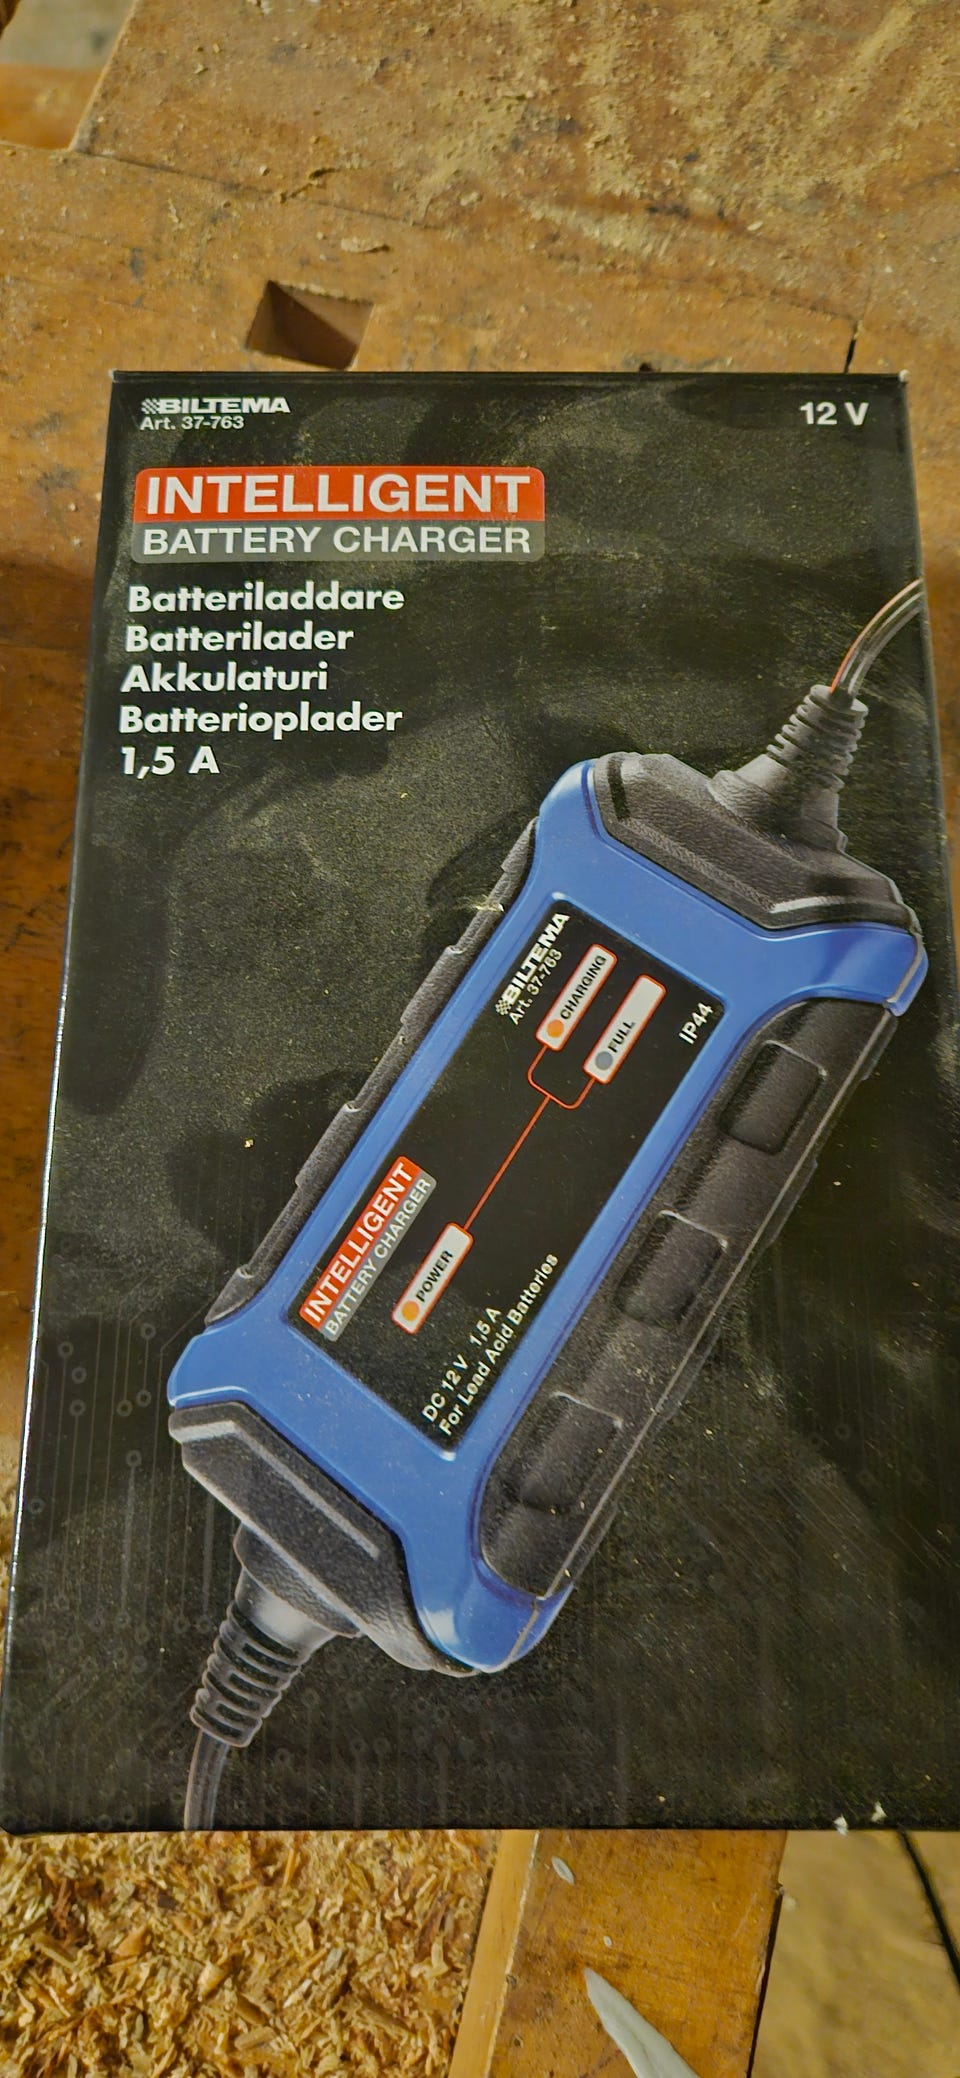 BILTEMA
Art. 37-763
12 V
INTELLIGENT
BATTERY CHARGER
Batteriladdare
Batterilader
Akkulaturi
Batterioplader
1,5 A
BILTEMA
Art. 37-763
CHARGING
FULL
IP44
INTELLIGENT
BATTERY CHARGER
POWER
DC 12 V 1,5 A
For Lead Acid Batteries